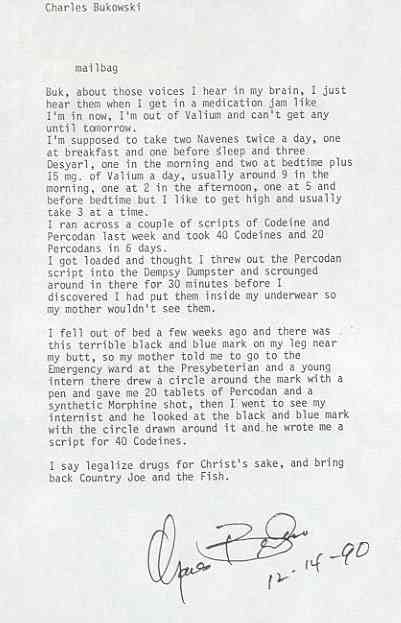 Charles Bukowski
mailbag
Buk, about those voices I hear in my brain, I just
hear them when I get in a medication jam like
I'm in now, I'm out of Valium and can't get any
until tomorrow.
I'm supposed to take two Navenes twice a day, one
at breakfast and one before sleep and three
Desyarl, one in the morning and two at bedtime plus
15 mg. of Valium a day, usually around 9 in the
morning, one at 2 in the afternoon, one at 5 and
before bedtime but I like to get high and usually
take 3 at a time.
I ran across a couple of scripts of Codeine and
Percodan last week and took 40 Codeines and 20
Percodans in 6 days.
I got loaded and thought I threw out the Percodan
script into the Dempsy Dumpster and scrounged
around in there for 30 minutes before I
discovered I had put them inside my underwear so
my mother wouldn't see them.
I fell out of bed a few weeks ago and there was
this terrible black and blue mark on my leg near
my butt, so my mother told me to go to the
Emergency ward at the Presybeterian and a young
intern there drew a circle around the mark with a
pen and gave me 20 tablets of Percodan and a
synthetic Morphine shot, then I went to see my
internist and he looked at the black and blue mark
with the circle drawn around it and he wrote me a
script for 40 Codeines.
I say legalize drugs for Christ's sake, and bring
back Country Joe and the Fish.
12-14-90